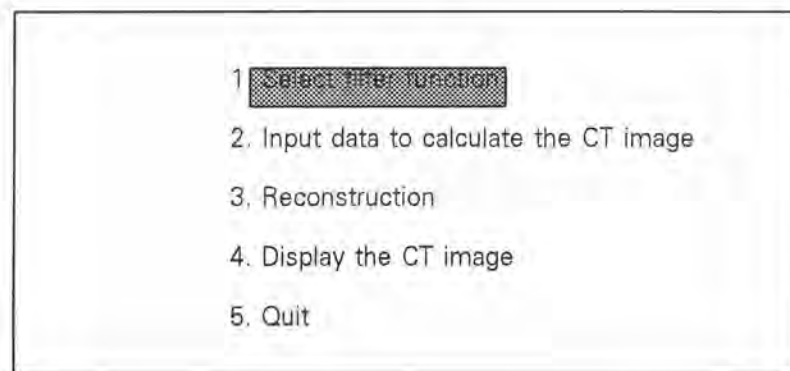 1 Select filter function
2. Input data to calculate the CT image
3. Reconstruction
4. Display the CT image
5. Quit